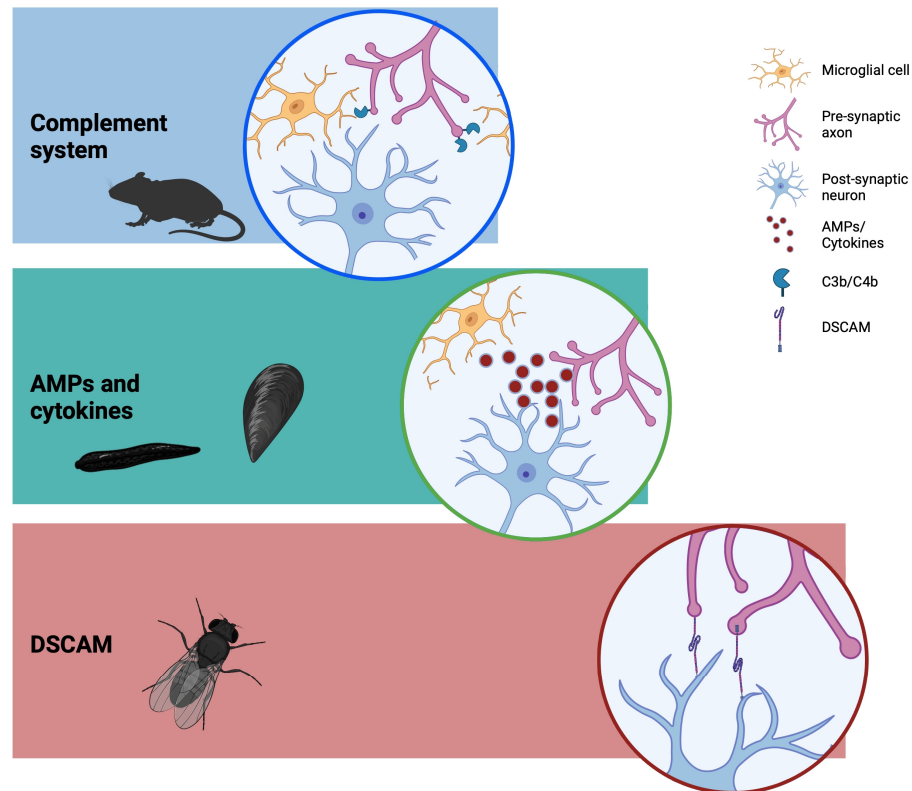 Complement
system
AMPs and
cytokines
DSCAM
Microglial cell
Pre-synaptic
axon
Post-synaptic
neuron
AMPs/
Cytokines
C3b/C4b
DSCAM